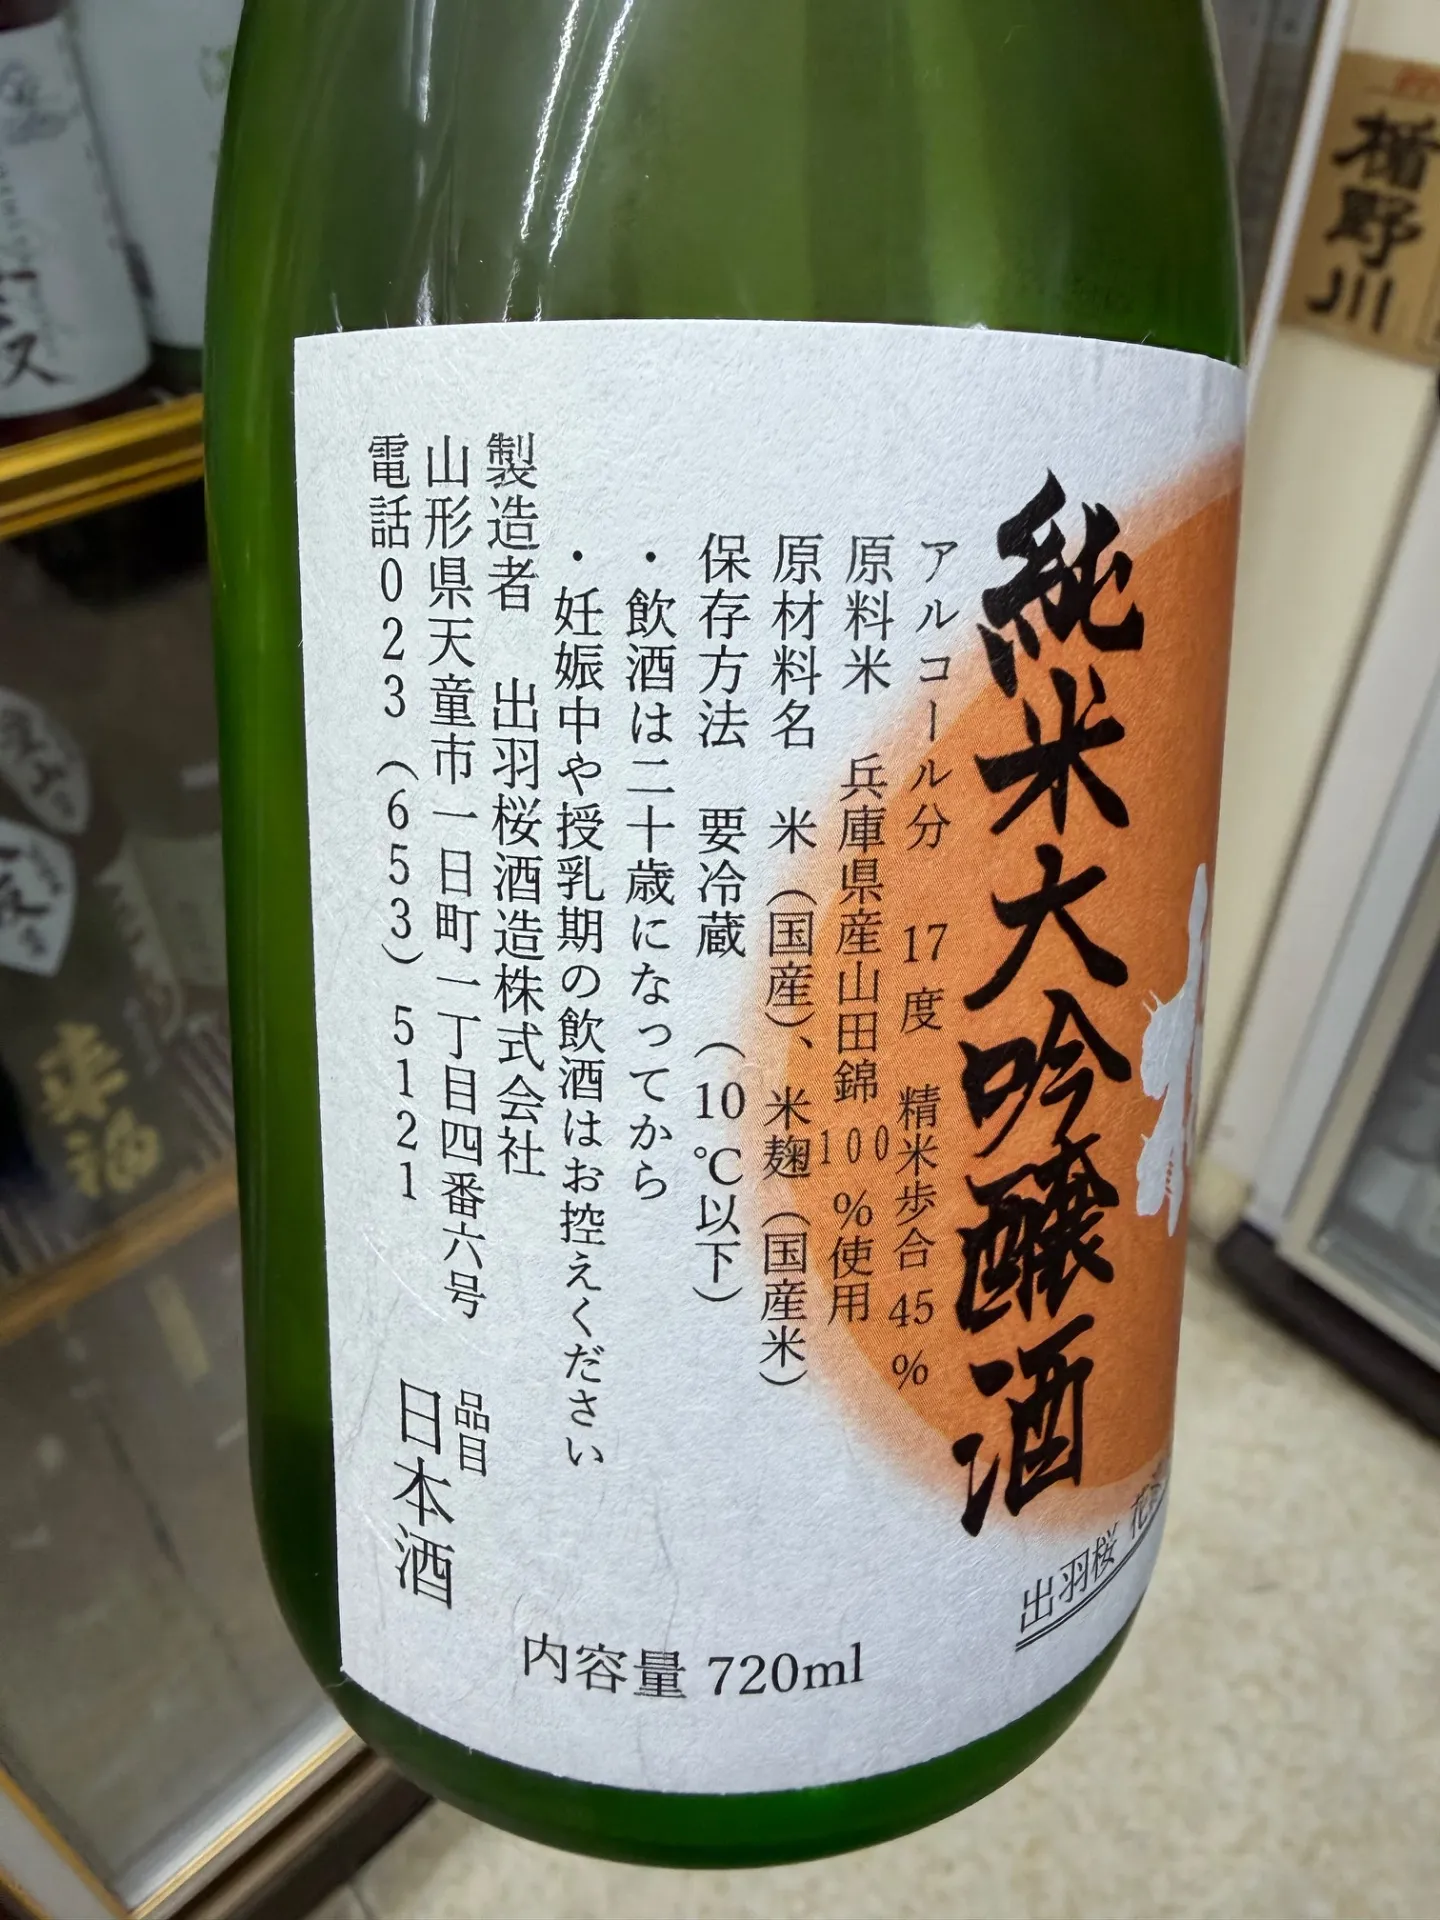 純米大吟醸酒
アルコール分 17度 精米歩合 45%
原料米 兵庫県産山田錦 100%使用
原材料名 米(国産)、米麹(国産米)
保存方法 要冷蔵 (10℃以下)
・飲酒は二十歳になってから
・妊娠中や授乳期の飲酒はお控えください
製造者 出羽桜酒造株式会社
山形県天童市一日町一丁目四番六号
電話023(653)5121
品目
日本酒
内容量 720ml
出羽桜
楯野川